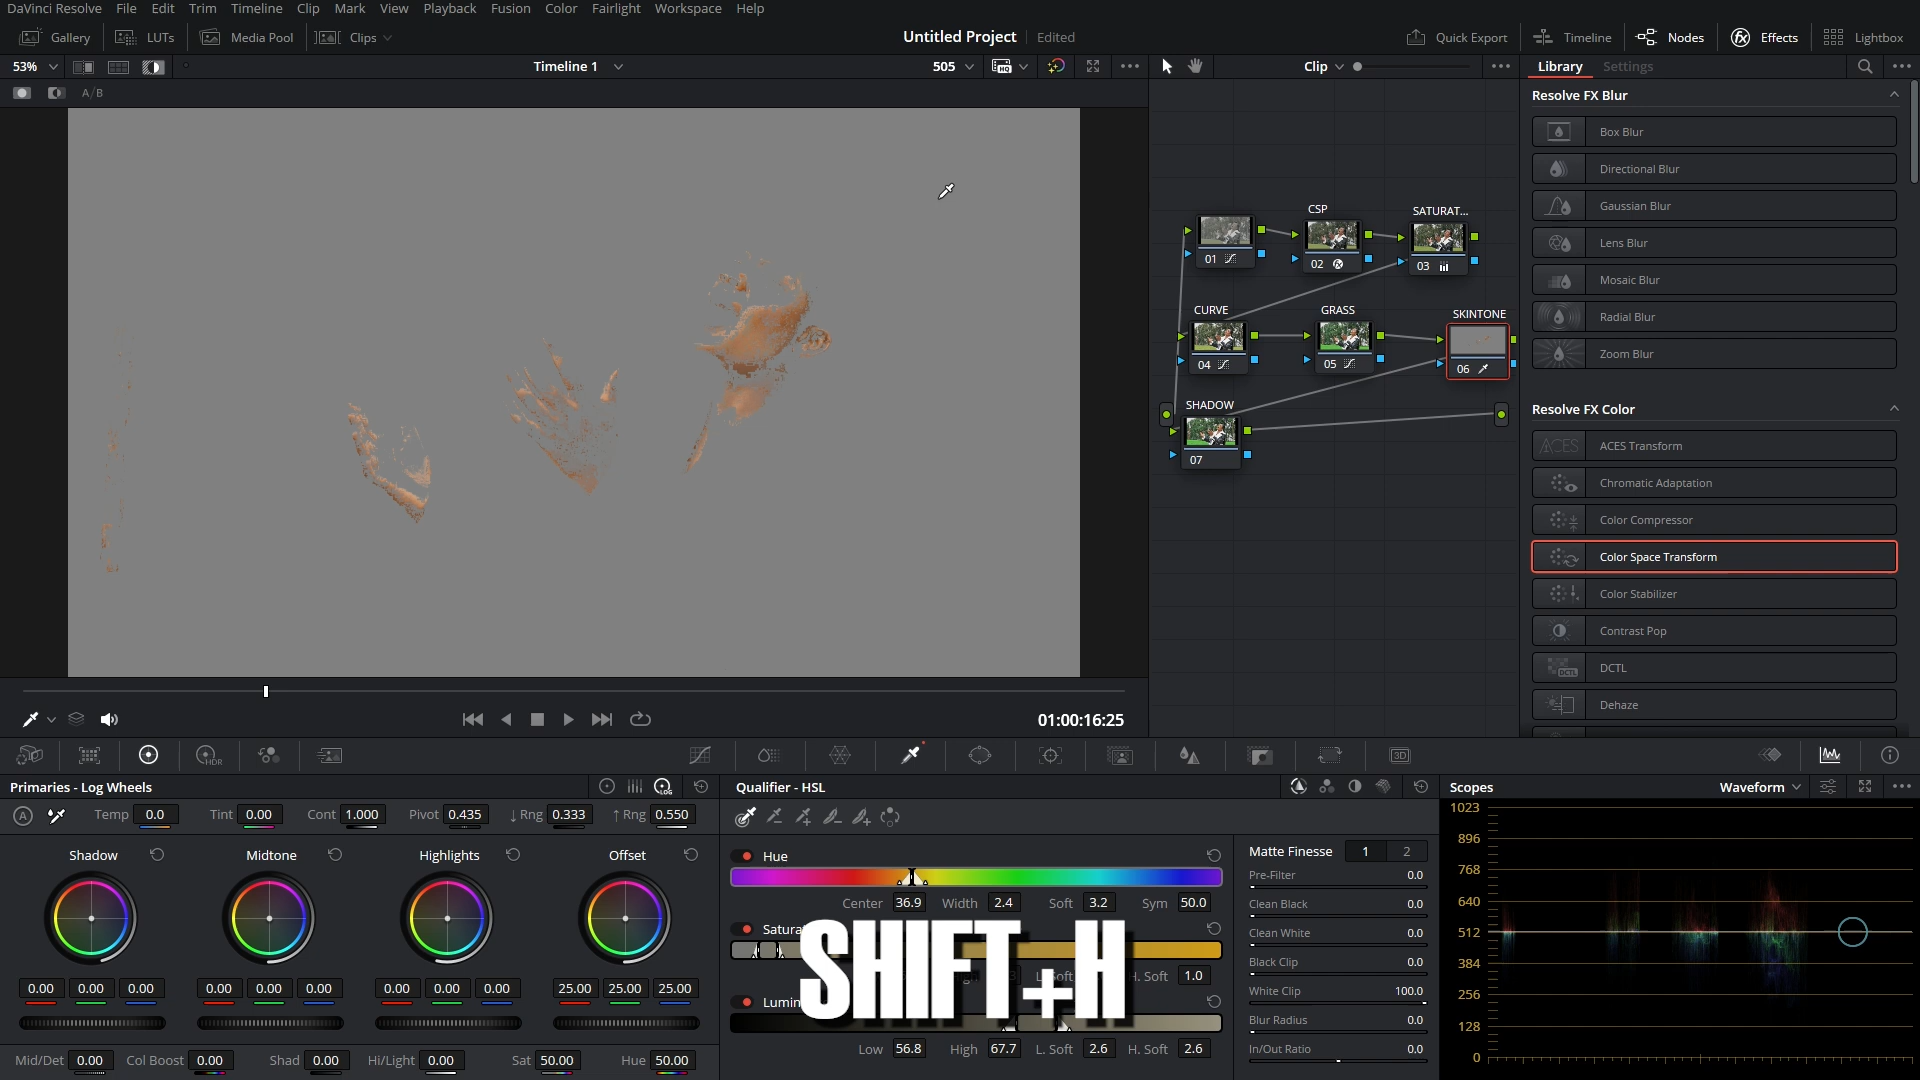 DaVinci Resolve File Edit Trim Timeline Clip Mark View Playback Fusion Color Fairlight Workspace Help
Gallery LUTs Media Pool Clips Untitled Project Edited Quick Export Timeline Nodes Effects Lightbox
53% Timeline 1 505 Clip Library Settings
A/B
Resolve FX Blur
Box Blur
Directional Blur
Gaussian Blur
Lens Blur
Mosaic Blur
Radial Blur
Zoom Blur
Resolve FX Color
ACES Transform
Chromatic Adaptation
Color Compressor
Color Space Transform
Color Stabilizer
Contrast Pop
DCTL
Dehaze
CSP SATURAT...
01 02 03
CURVE GRASS SKINTONE
04 05 06
SHADOW
07
01:00:16:25
HDR 3D
Primaries - Log Wheels LOG
Temp 0.0 Tint 0.00 Cont 1.000 Pivot 0.435 ↓ Rng 0.333 ↑ Rng 0.550
Shadow Midtone Highlights Offset
0.00 0.00 0.00 0.00 0.00 0.00 0.00 0.00 0.00 25.00 25.00 25.00
Mid/Det 0.00 Col Boost 0.00 Shad 0.00 Hi/Light 0.00 Sat 50.00 Hue 50.00
Qualifier - HSL
Hue
Center 36.9 Width 2.4 Soft 3.2 Sym 50.0
H. Soft 1.0
SHIFT+H
Low 56.8 High 67.7 L. Soft 2.6 H. Soft 2.6
Matte Finesse 1 2
Pre-Filter 0.0
Clean Black 0.0
Clean White 0.0
Black Clip 0.0
White Clip 100.0
Blur Radius 0.0
In/Out Ratio 0.0
Scopes Waveform
1023
896
768
640
512
384
256
128
0